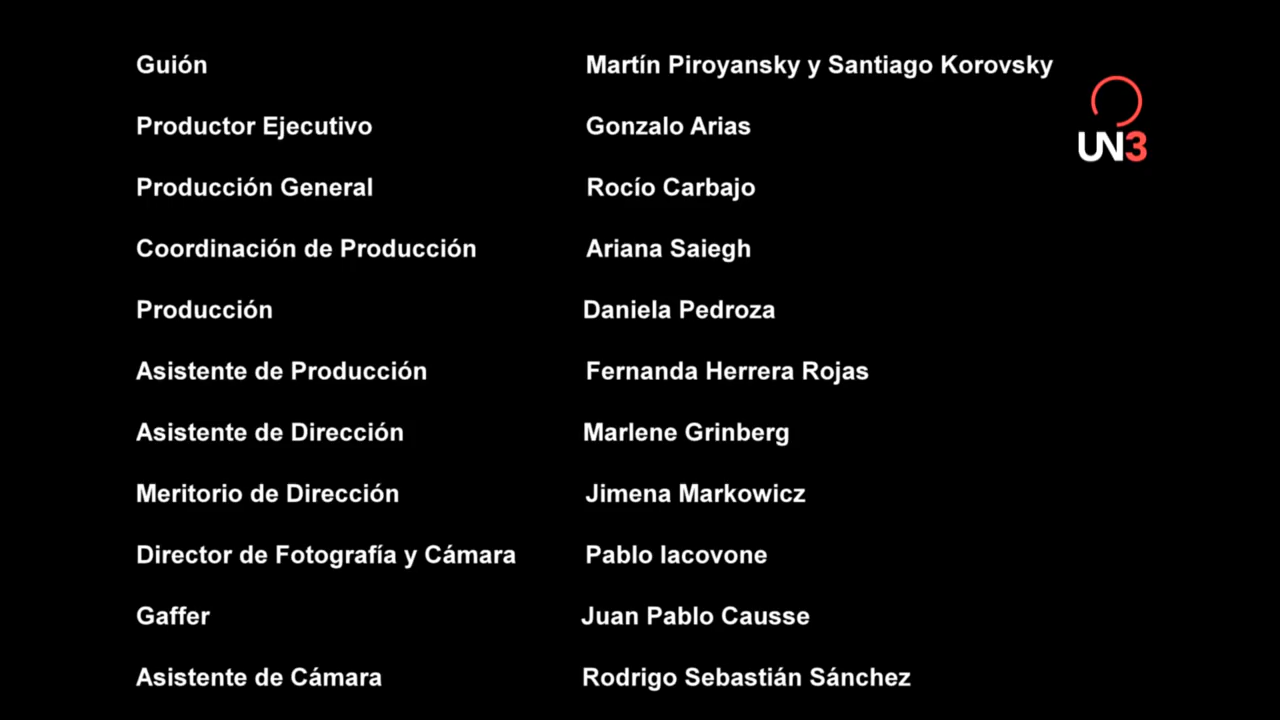 Guión Martín Piroyansky y Santiago Korovsky
Productor Ejecutivo Gonzalo Arias
UN3
Producción General Rocío Carbajo
Coordinación de Producción Ariana Saiegh
Producción Daniela Pedroza
Asistente de Producción Fernanda Herrera Rojas
Asistente de Dirección Marlene Grinberg
Meritorio de Dirección Jimena Markowicz
Director de Fotografía y Cámara Pablo Iacovone
Gaffer Juan Pablo Causse
Asistente de Cámara Rodrigo Sebastián Sánchez